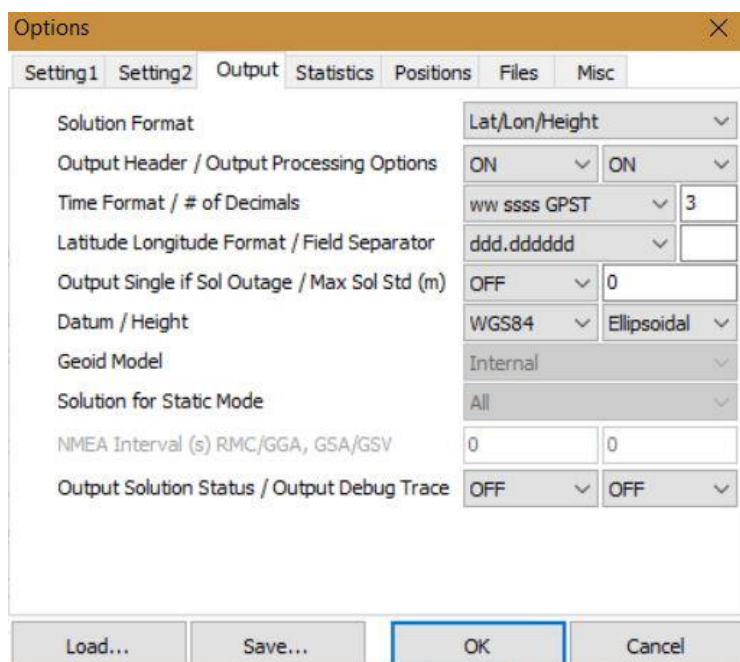 Options
Setting1 Setting2 Output Statistics Positions Files Misc
Solution Format Lat/Lon/Height
Output Header / Output Processing Options ON ON
Time Format / # of Decimals ww ssss GPST 3
Latitude Longitude Format / Field Separator ddd.dddddd
Output Single if Sol Outage / Max Sol Std (m) OFF 0
Datum / Height WGS84 Ellipsoidal
Geoid Model Internal
Solution for Static Mode All
NMEA Interval (s) RMC/GGA, GSA/GSV 0 0
Output Solution Status / Output Debug Trace OFF OFF
Load... Save... OK Cancel